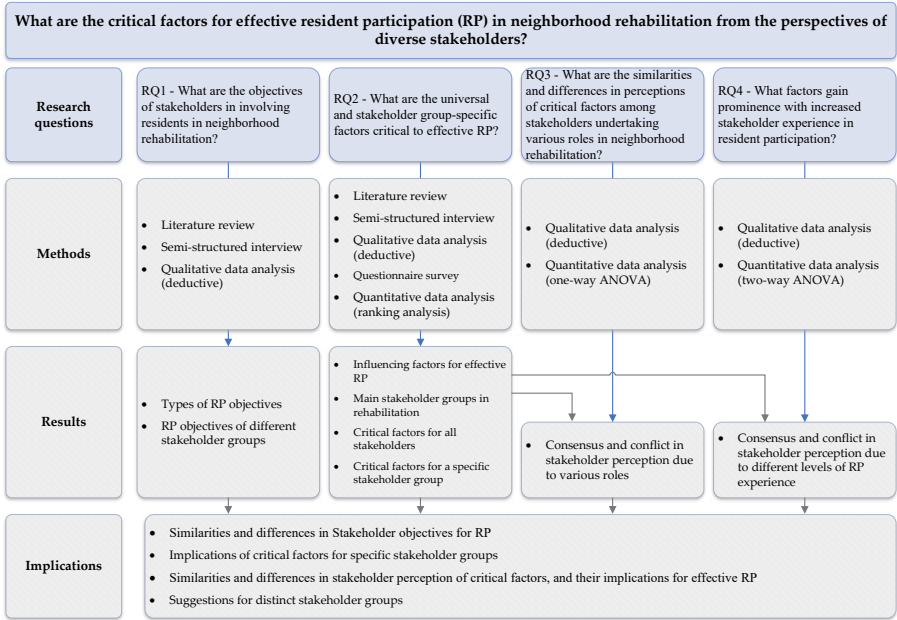 What are the critical factors for effective resident participation (RP) in neighborhood rehabilitation from the perspectives of
diverse stakeholders?
Research
questions
RQ1 - What are the objectives
of stakeholders in involving
residents in neighborhood
rehabilitation?
RQ2 - What are the universal
and stakeholder group-specific
factors critical to effective RP?
RQ3 - What are the similarities
and differences in perceptions
of critical factors among
stakeholders undertaking
various roles in neighborhood
rehabilitation?
RQ4 - What factors gain
prominence with increased
stakeholder experience in
resident participation?
Methods
• Literature review
• Semi-structured interview
• Qualitative data analysis
(deductive)
• Literature review
• Semi-structured interview
• Qualitative data analysis
(deductive)
• Questionnaire survey
• Quantitative data analysis
(ranking analysis)
• Qualitative data analysis
(deductive)
• Quantitative data analysis
(one-way ANOVA)
• Qualitative data analysis
(deductive)
• Quantitative data analysis
(two-way ANOVA)
Results
• Types of RP objectives
• RP objectives of different
stakeholder groups
• Influencing factors for effective
RP
• Main stakeholder groups in
rehabilitation
• Critical factors for all
stakeholders
• Critical factors for a specific
stakeholder group
• Consensus and conflict in
stakeholder perception due
to various roles
• Consensus and conflict in
stakeholder perception due
to different levels of RP
experience
Implications
• Similarities and differences in Stakeholder objectives for RP
• Implications of critical factors for specific stakeholder groups
• Similarities and differences in stakeholder perception of critical factors, and their implications for effective RP
• Suggestions for distinct stakeholder groups